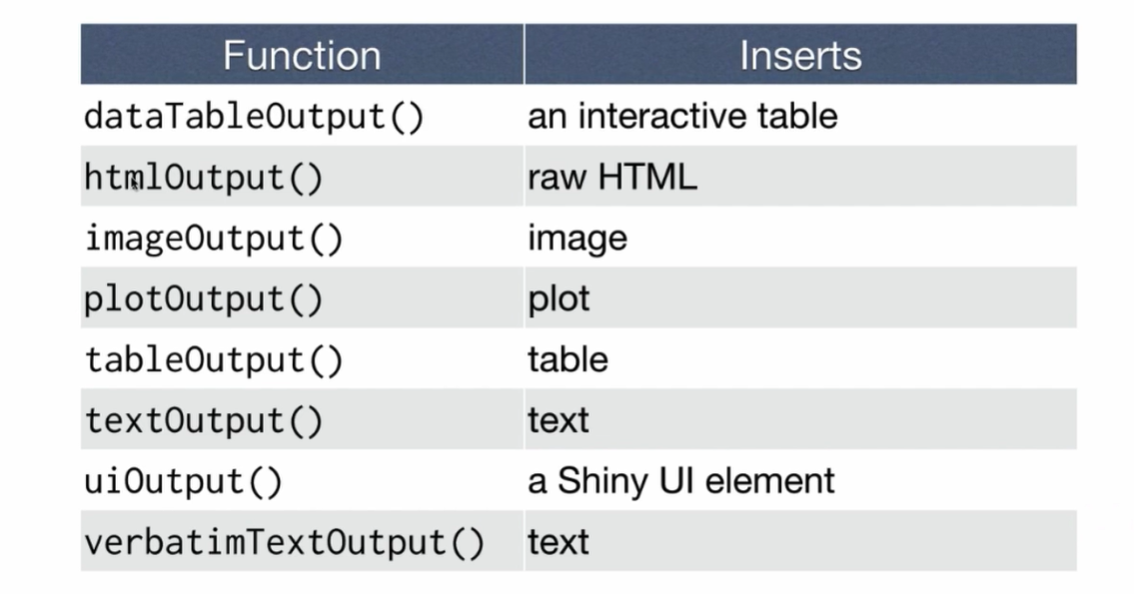 Function Inserts
dataTableOutput() an interactive table
htmlOutput() raw HTML
imageOutput() image
plotOutput() plot
tableOutput() table
textOutput() text
uiOutput() a Shiny UI element
verbatimTextOutput() text